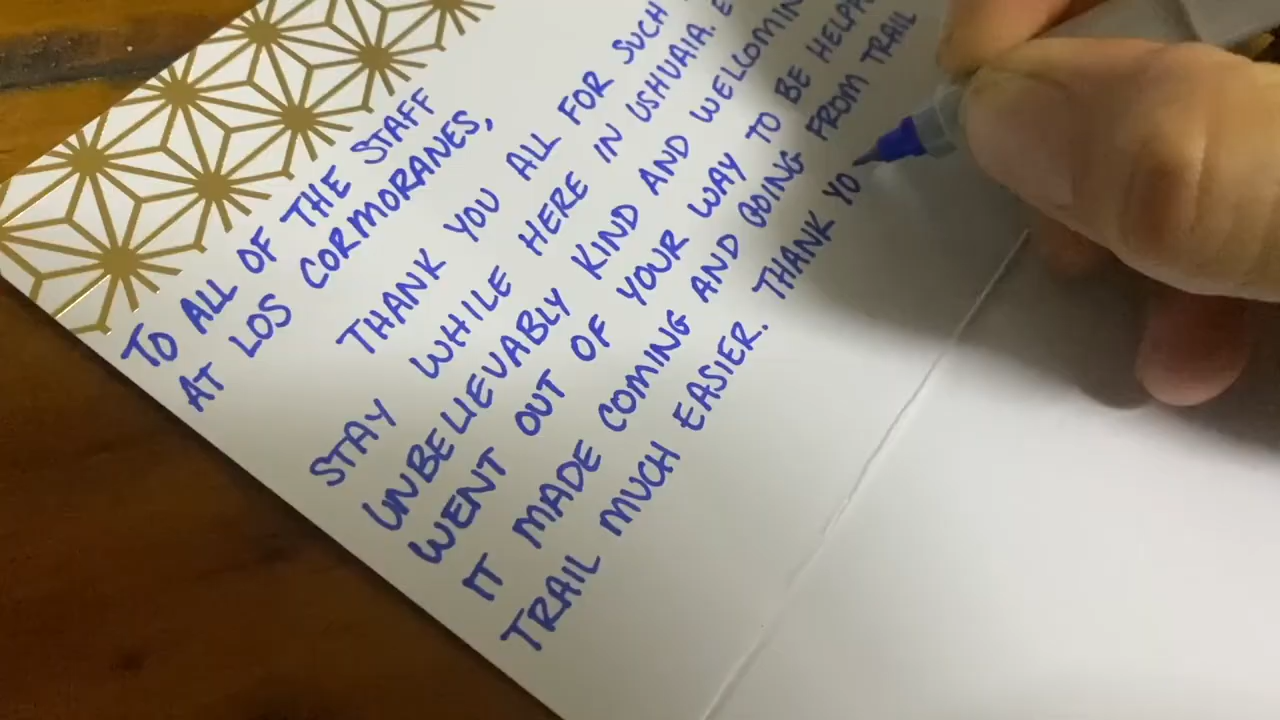 TO ALL OF THE STAFF
AT LOS CORMORANES,
THANK YOU ALL FOR SUCH
STAY WHILE HERE IN USHUAIA.
UNBELIEVABLY KIND AND WELCOMIN
WENT OUT OF YOUR WAY TO BE HELP
IT MADE COMING AND GOING FROM TRAIL
TRAIL MUCH EASIER. THANK YO